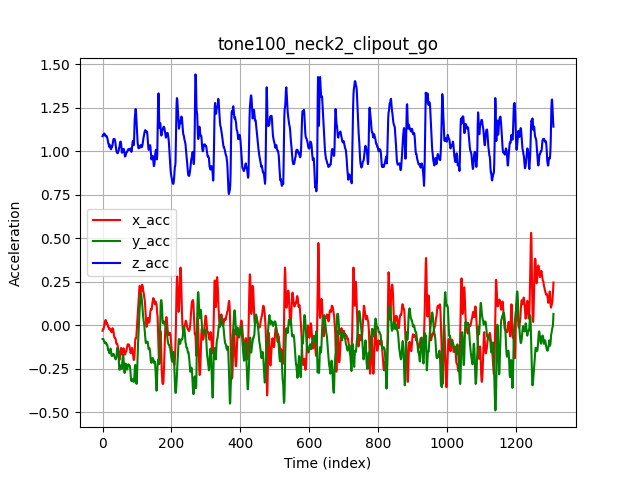 tone100_neck2_clipout_go
1.50
1.25
1.00
0.75
0.50
0.25
0.00
−0.25
−0.50
Acceleration
x_acc
y_acc
z_acc
0 200 400 600 800 1000 1200
Time (index)